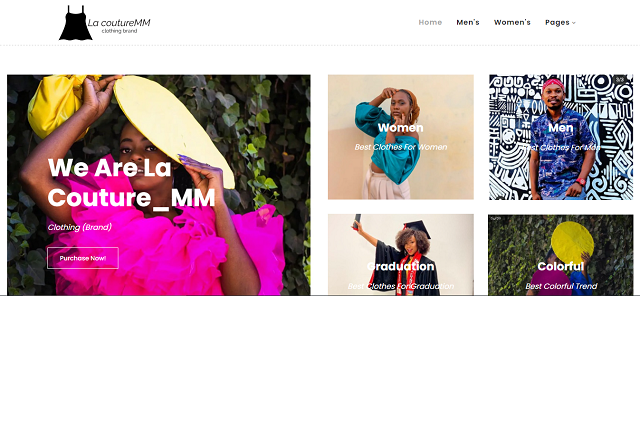 La coutureMM
clothing brand
Home Men's Women's Pages
We Are La
Couture_MM
Clothing (Brand)
Purchase Now!
Women
Best Clothes For Women
Men
Best Clothes For Men
Graduation
Best Clothes For Graduation
Colorful
Best Colorful Trend